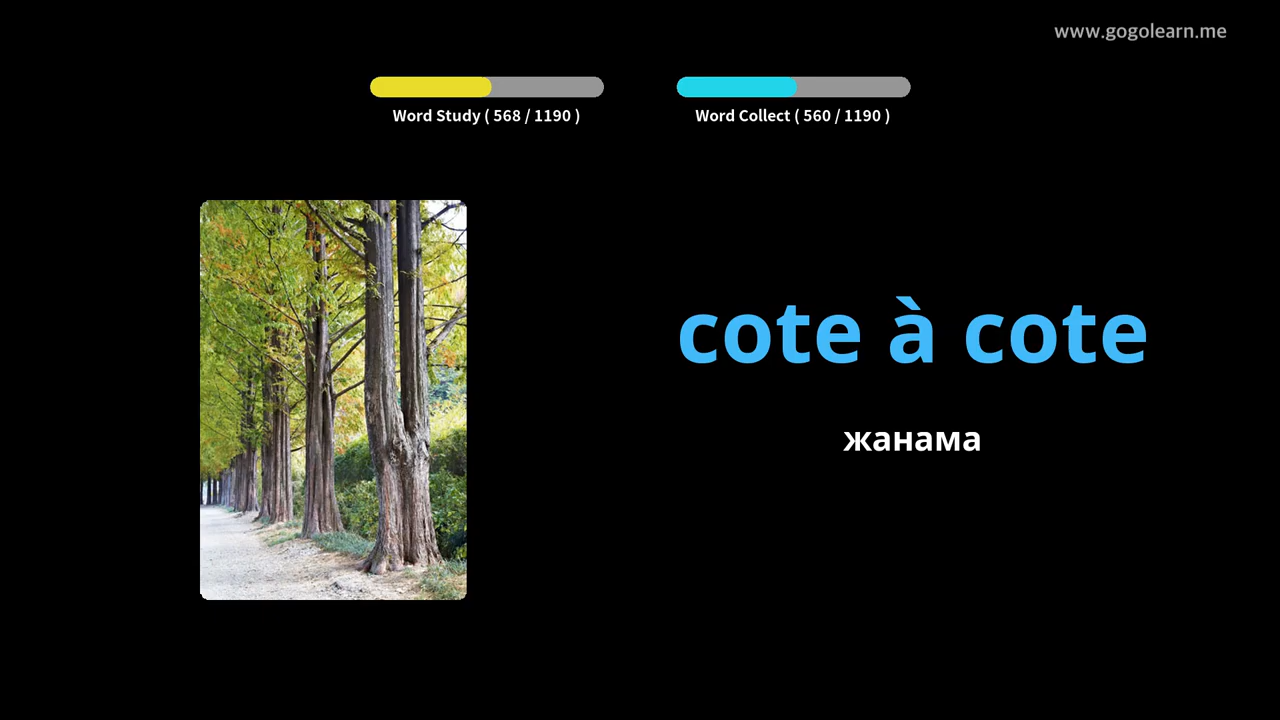 www.gogolearn.me
Word Study ( 568 / 1190 )
Word Collect ( 560 / 1190 )
cote à cote
жанама